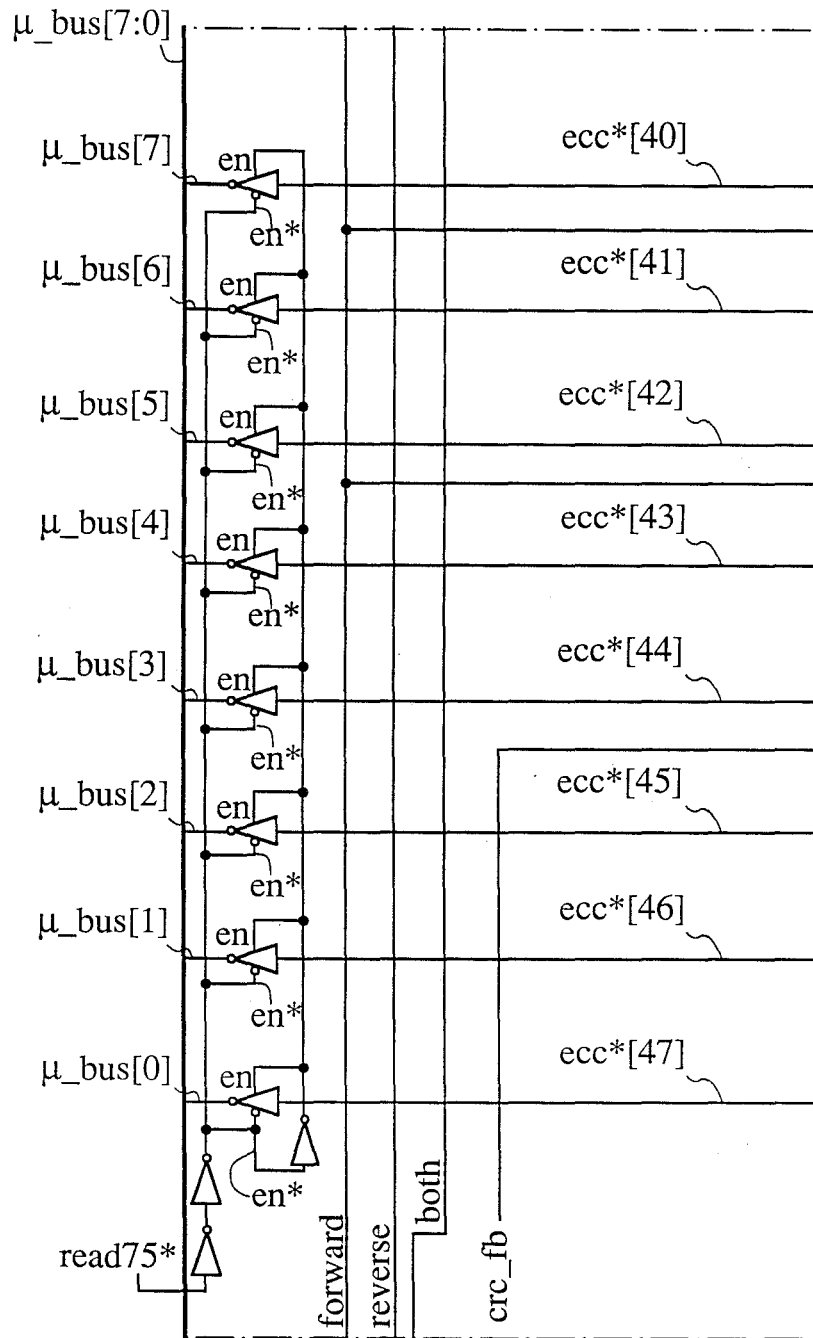 μ_bus[7:0]
μ_bus[7] en ecc*[40]
en*
μ_bus[6] en ecc*[41]
en*
μ_bus[5] en ecc*[42]
en*
μ_bus[4] en ecc*[43]
en*
μ_bus[3] en ecc*[44]
en*
μ_bus[2] en ecc*[45]
en*
μ_bus[1] en ecc*[46]
en*
μ_bus[0] en ecc*[47]
en*
read75*
forward
reverse
both
crc_fb